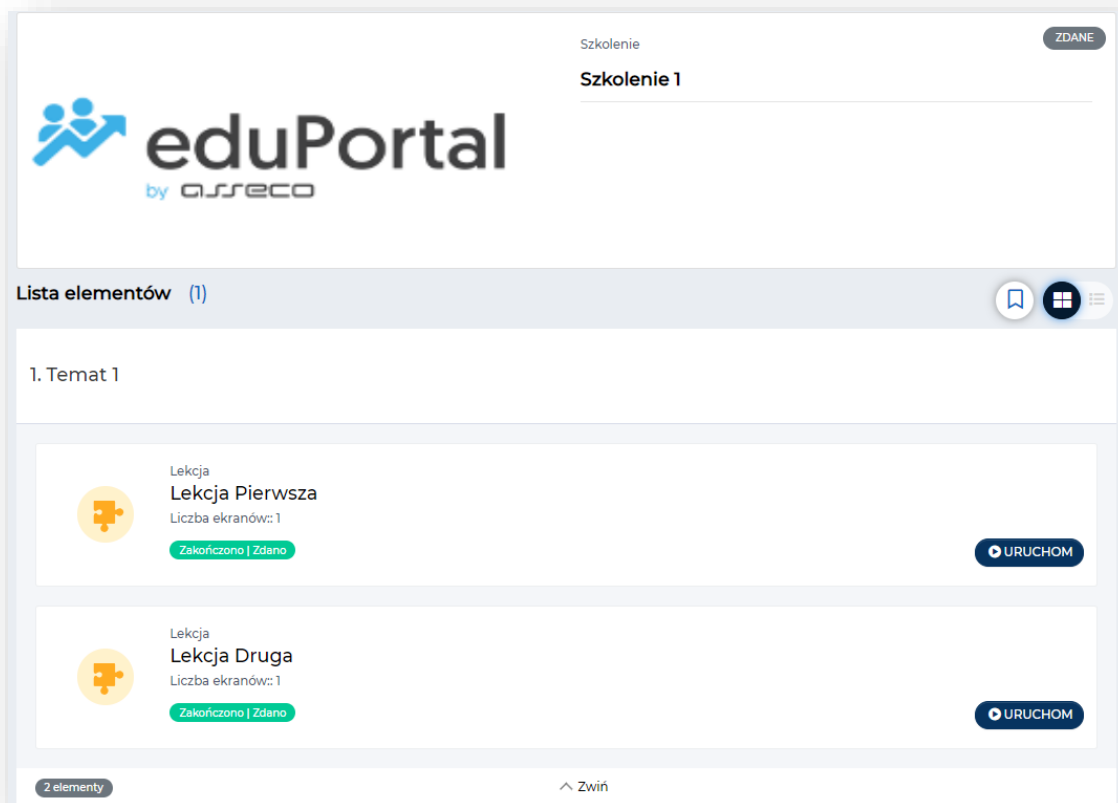 Szkolenie
ZDANE
Szkolenie 1
eduPortal
by asseco
Lista elementów (1)
1. Temat 1
Lekcja
Lekcja Pierwsza
Liczba ekranów:: 1
Zakończono | Zdano
URUCHOM
Lekcja
Lekcja Druga
Liczba ekranów:: 1
Zakończono | Zdano
URUCHOM
2 elementy
Zwiń